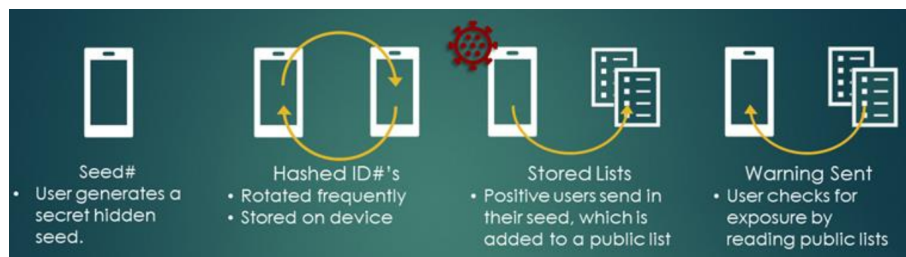 Seed#
• User generates a
secret hidden
seed.
Hashed ID#'s
• Rotated frequently
• Stored on device
Stored Lists
• Positive users send in
their seed, which is
added to a public list
Warning Sent
• User checks for
exposure by
reading public lists